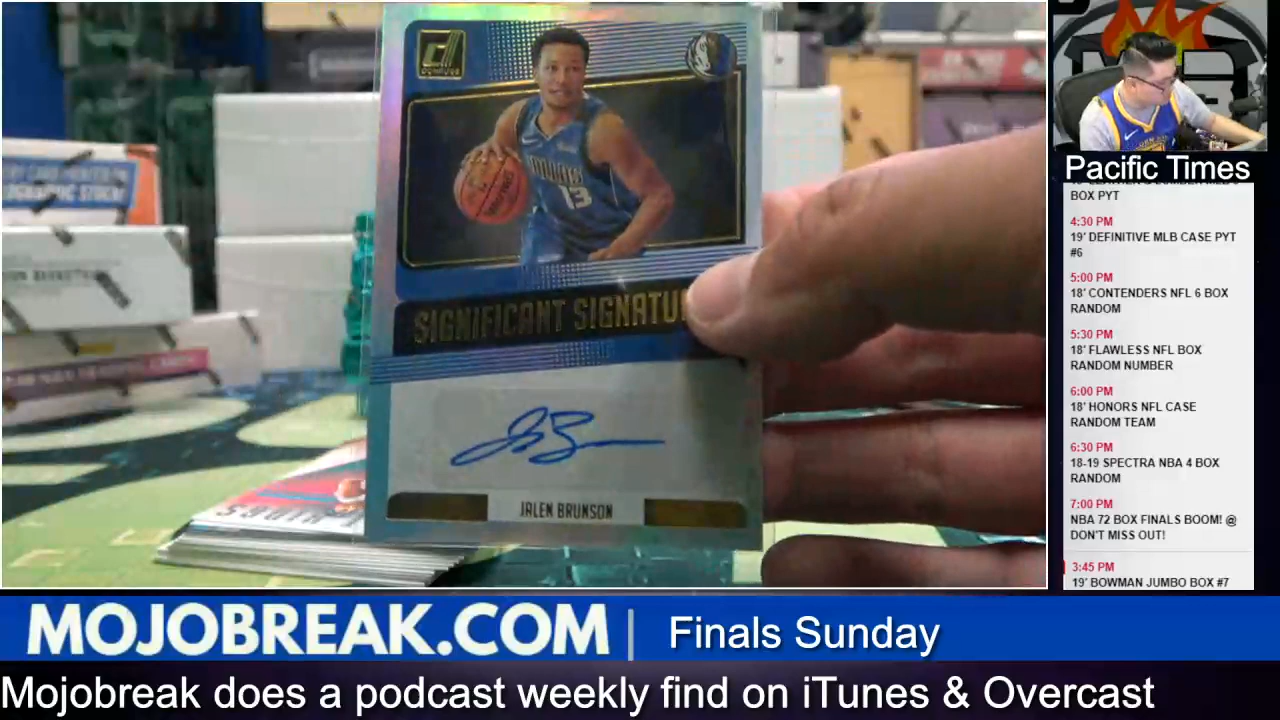 DONRUSS
MAVERICKS
13
SIGNIFICANT SIGNATU
JALEN BRUNSON
Pacific Times
BOX PYT
4:30 PM
19' DEFINITIVE MLB CASE PYT
#6
5:00 PM
18' CONTENDERS NFL 6 BOX
RANDOM
5:30 PM
18' FLAWLESS NFL BOX
RANDOM NUMBER
6:00 PM
18' HONORS NFL CASE
RANDOM TEAM
6:30 PM
18-19 SPECTRA NBA 4 BOX
RANDOM
7:00 PM
NBA 72 BOX FINALS BOOM! @
DON'T MISS OUT!
3:45 PM
19' BOWMAN JUMBO BOX #7
MOJOBREAK.COM | Finals Sunday
Mojobreak does a podcast weekly find on iTunes & Overcast